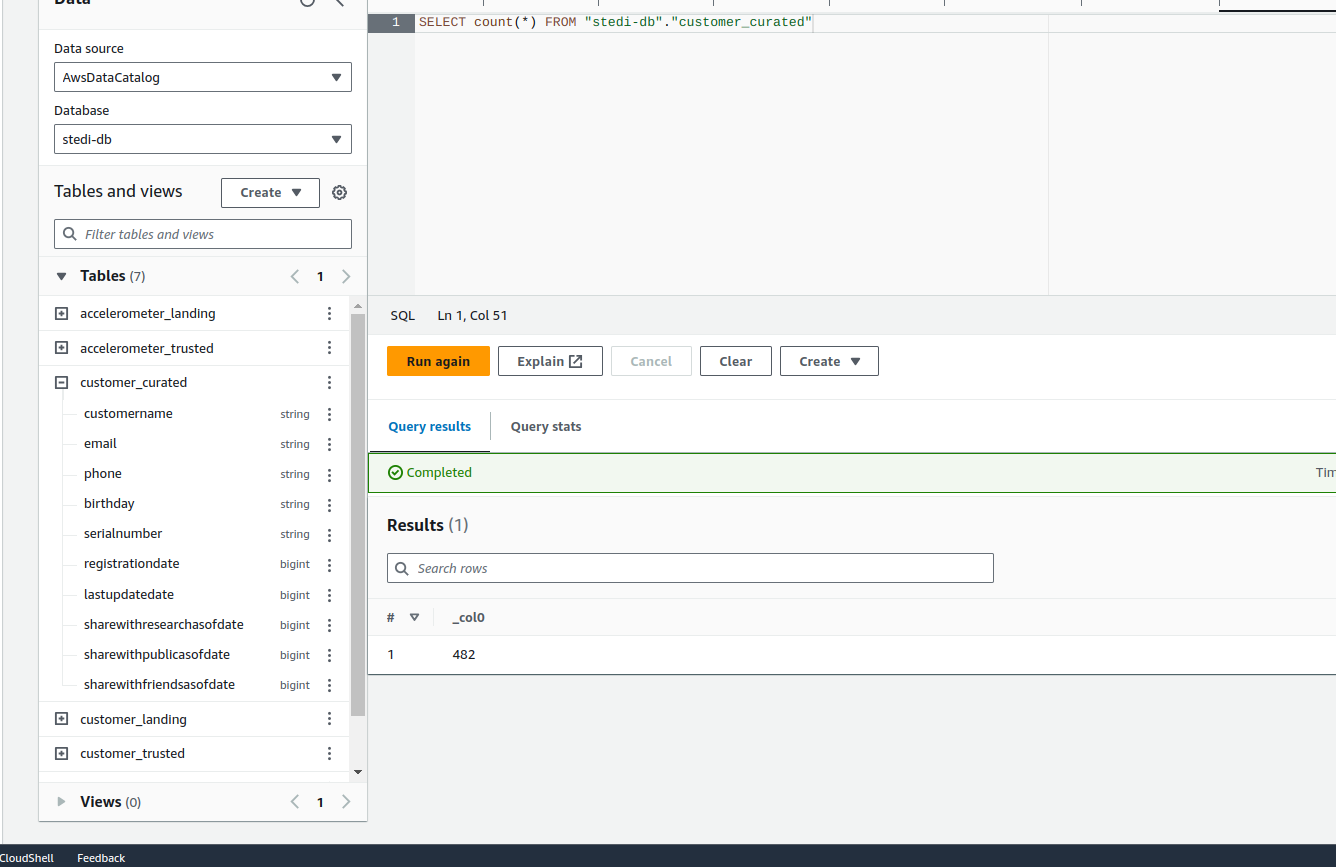 Data
1 SELECT count(*) FROM "stedi-db"."customer_curated"
Data source
AwsDataCatalog
Database
stedi-db
Tables and views
Create
Filter tables and views
Tables (7)
1
accelerometer_landing
accelerometer_trusted
customer_curated
customername string
email string
phone string
birthday string
serialnumber string
registrationdate bigint
lastupdatedate bigint
sharewithresearchasofdate bigint
sharewithpublicasofdate bigint
sharewithfriendsasofdate bigint
customer_landing
customer_trusted
Views (0)
1
SQL Ln 1, Col 51
Run again Explain Cancel Clear Create
Query results Query stats
Completed
Tim
Results (1)
Search rows
# _col0
1 482
CloudShell Feedback